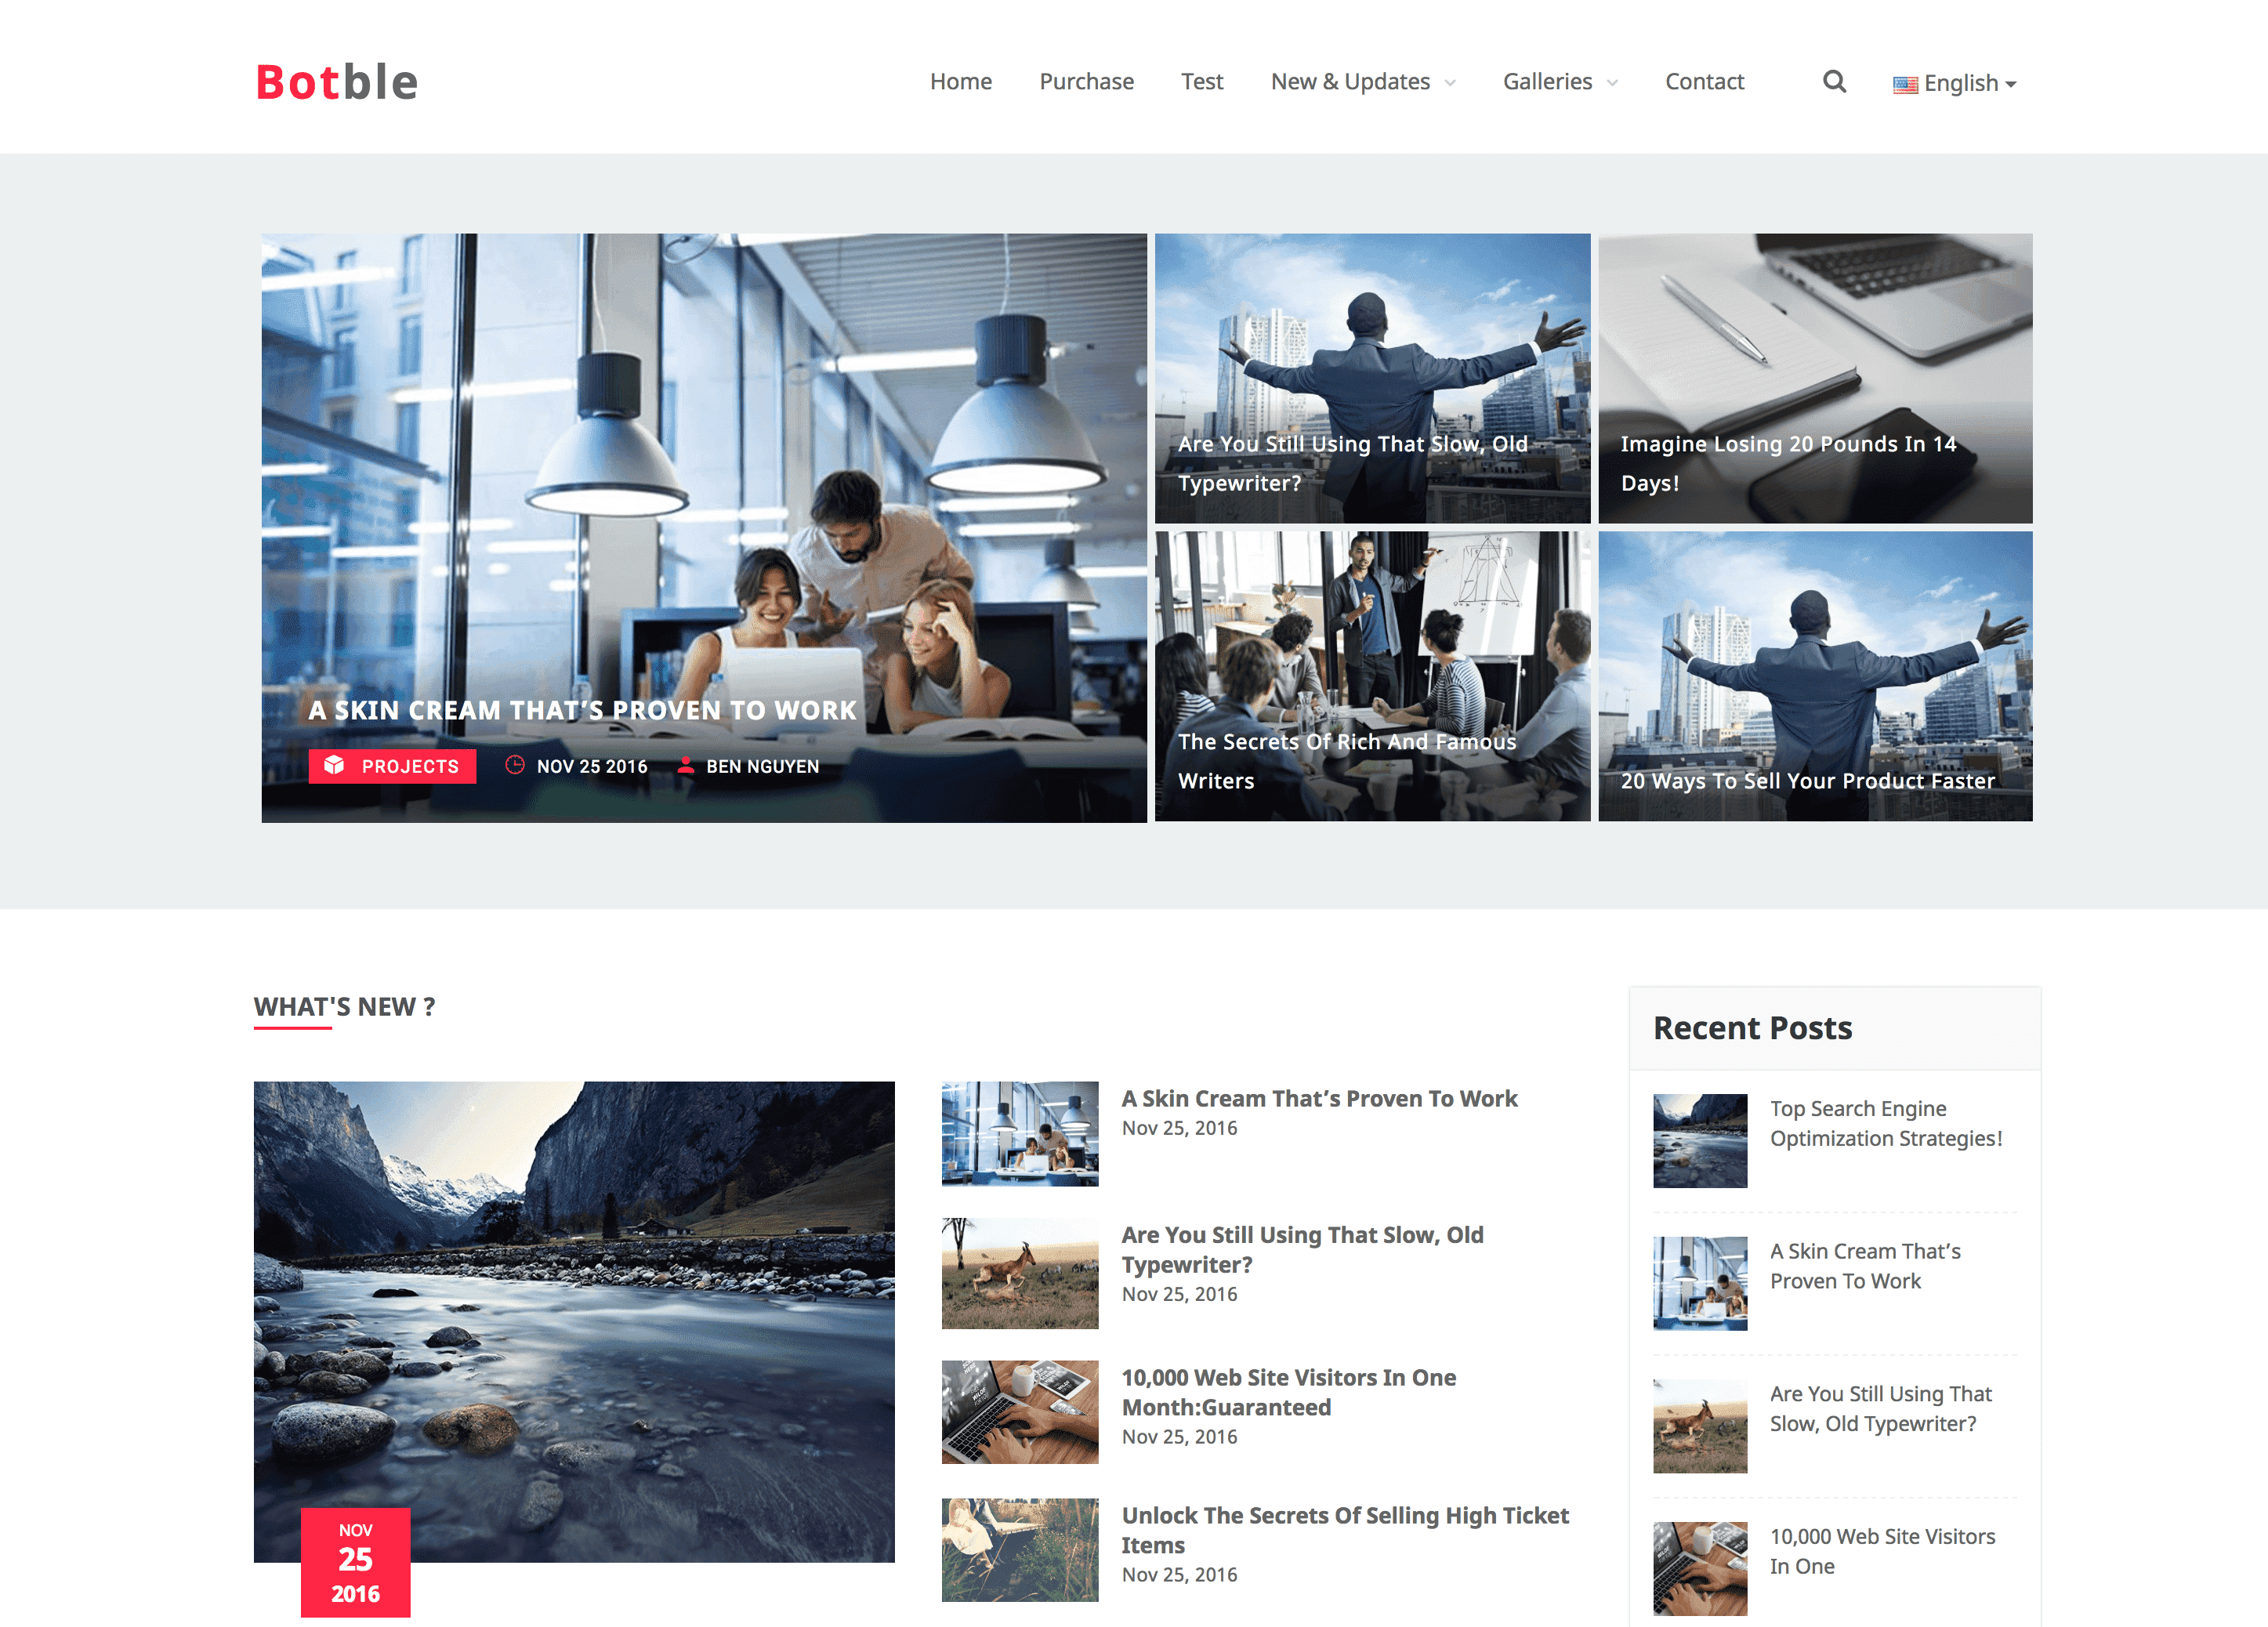 Botble
Home
Purchase
Test
New & Updates
Galleries
Contact
English
A SKIN CREAM THAT’S PROVEN TO WORK
PROJECTS
NOV 25 2016
BEN NGUYEN
Are You Still Using That Slow, Old
Typewriter?
Imagine Losing 20 Pounds In 14
Days!
The Secrets Of Rich And Famous
Writers
20 Ways To Sell Your Product Faster
WHAT'S NEW ?
NOV
25
2016
A Skin Cream That’s Proven To Work
Nov 25, 2016
Are You Still Using That Slow, Old
Typewriter?
Nov 25, 2016
10,000 Web Site Visitors In One
Month:Guaranteed
Nov 25, 2016
Unlock The Secrets Of Selling High Ticket
Items
Nov 25, 2016
Recent Posts
Top Search Engine
Optimization Strategies!
A Skin Cream That’s
Proven To Work
Are You Still Using That
Slow, Old Typewriter?
10,000 Web Site Visitors
In One